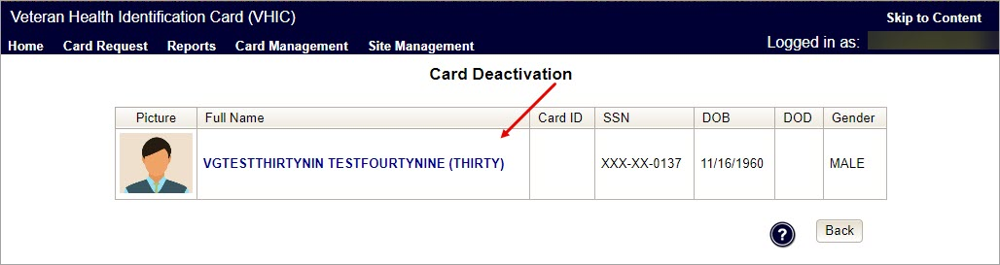 Veteran Health Identification Card (VHIC)
Skip to Content
Home Card Request Reports Card Management Site Management
Logged in as:
Card Deactivation
Picture Full Name Card ID SSN DOB DOD Gender
VGTESTTHIRTYNIN TESTFOURTYNINE (THIRTY) XXX-XX-0137 11/16/1960 MALE
? Back